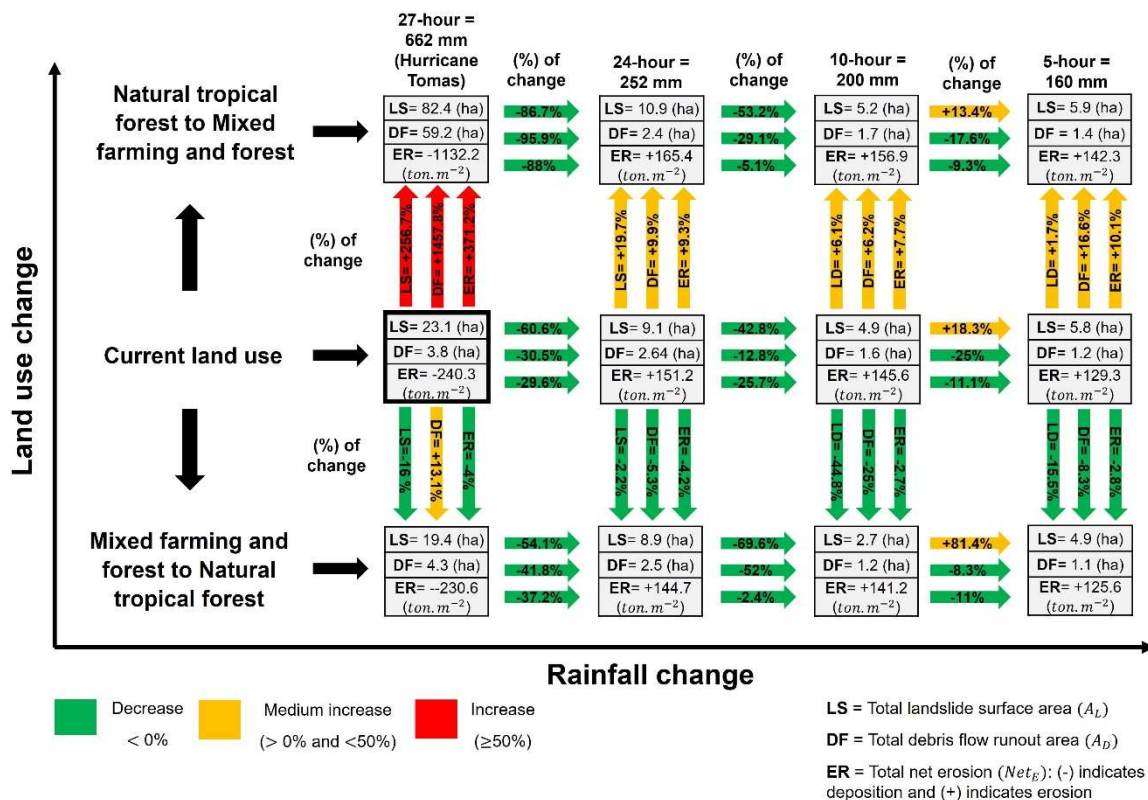 27-hour =
662 mm
(Hurricane
Tomas)
(%) of
change
24-hour =
252 mm
(%) of
change
10-hour =
200 mm
(%) of
change
5-hour =
160 mm
Land use change
Natural tropical
forest to Mixed
farming and forest
LS= 82.4 (ha)
DF= 59.2 (ha)
ER= -1132.2
(ton.m⁻²)
-86.7%
-95.9%
-88%
LS= 10.9 (ha)
DF= 2.4 (ha)
ER= +165.4
(ton.m⁻²)
-53.2%
-29.1%
-5.1%
LS= 5.2 (ha)
DF= 1.7 (ha)
ER= +156.9
(ton.m⁻²)
+13.4%
-17.6%
-9.3%
LS= 5.9 (ha)
DF= 1.4 (ha)
ER= +142.3
(ton.m⁻²)
(%) of
change
LS= +256.7%
DF= +1457.8%
ER= +371.2%
LS= +19.7%
DF= +9.9%
ER= +9.3%
LD= +6.1%
DF= +6.2%
ER= +7.7%
LD= +1.7%
DF= +16.6%
ER= +10.1%
Current land use
LS= 23.1 (ha)
DF= 3.8 (ha)
ER= -240.3
(ton.m⁻²)
-60.6%
-30.5%
-29.6%
LS= 9.1 (ha)
DF= 2.64 (ha)
ER= +151.2
(ton.m⁻²)
-42.8%
-12.8%
-25.7%
LS= 4.9 (ha)
DF= 1.6 (ha)
ER= +145.6
(ton.m⁻²)
+18.3%
-25%
-11.1%
LS= 5.8 (ha)
DF= 1.2 (ha)
ER= +129.3
(ton.m⁻²)
(%) of
change
LS=-16 %
DF= +13.1%
ER= -4%
LS= -2.2%
DF= -5.3%
ER= -4.2%
LD= -44.8%
DF= -25%
ER= -2.7%
LD= -15.5%
DF= -8.3%
ER= -2.8%
Mixed farming and
forest to Natural
tropical forest
LS= 19.4 (ha)
DF= 4.3 (ha)
ER= --230.6
(ton.m⁻²)
-54.1%
-41.8%
-37.2%
LS= 8.9 (ha)
DF= 2.5 (ha)
ER= +144.7
(ton.m⁻²)
-69.6%
-52%
-2.4%
LS= 2.7 (ha)
DF= 1.2 (ha)
ER= +141.2
(ton.m⁻²)
+81.4%
-8.3%
-11%
LS= 4.9 (ha)
DF= 1.1 (ha)
ER= +125.6
(ton.m⁻²)
Rainfall change
Decrease
< 0%
Medium increase
(> 0% and <50%)
Increase
(≥50%)
LS = Total landslide surface area (A_L)
DF = Total debris flow runout area (A_D)
ER = Total net erosion (Net_E): (-) indicates
deposition and (+) indicates erosion